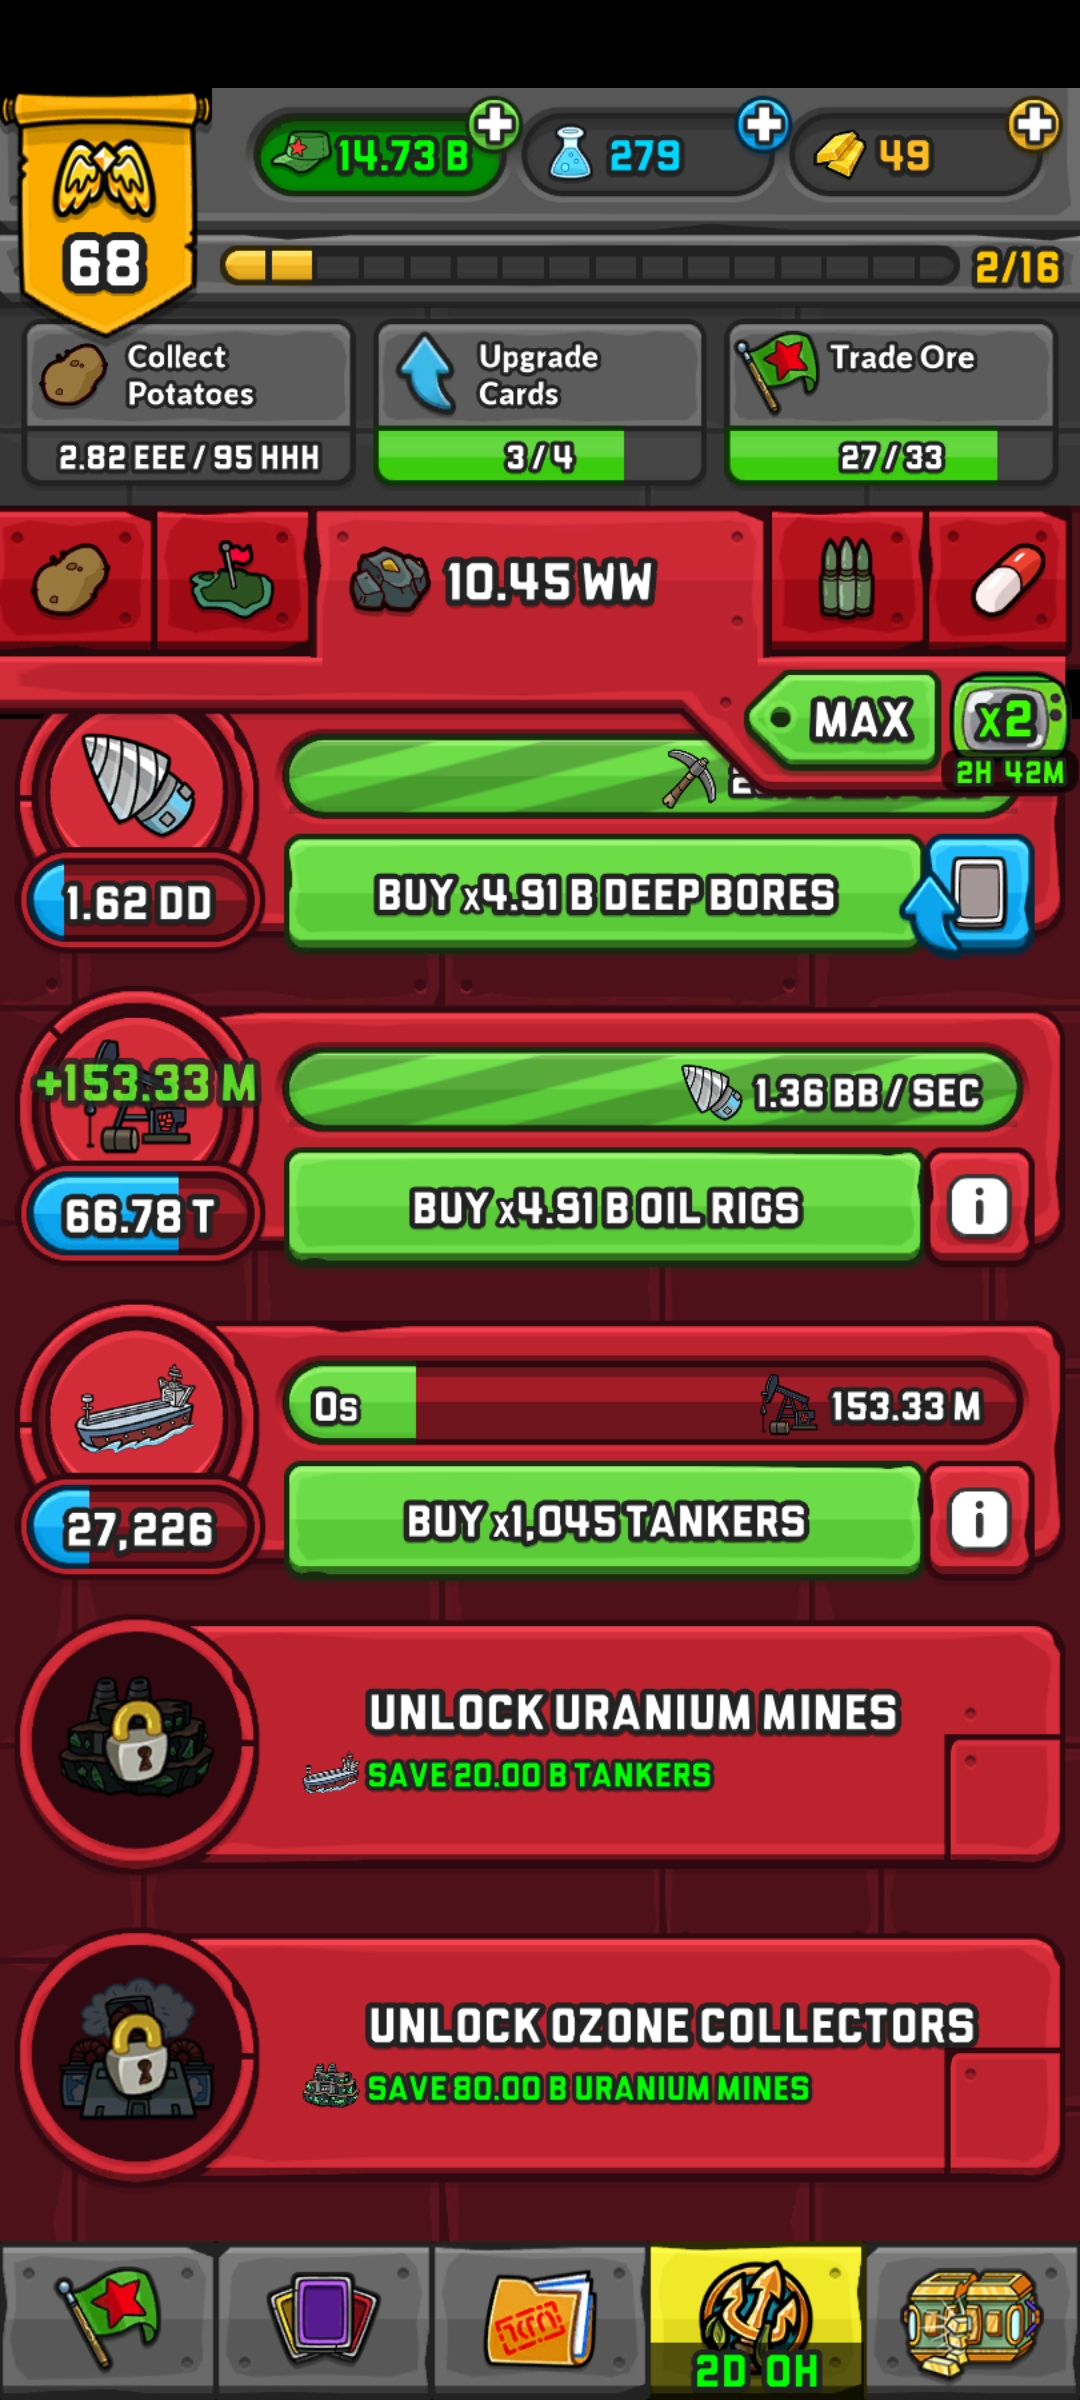 14.73 B
279
49
68
2/16
Collect
Potatoes
2.82 EEE / 95 HHH
Upgrade
Cards
3/4
Trade Ore
27/33
10.45 WW
MAX
x2
2H 42M
1.62 DD
BUY x4.91 B DEEP BORES
+153.33 M
1.36 BB / SEC
66.78 T
BUY x4.91 B OIL RIGS
i
0s
153.33 M
27,226
BUY x1,045 TANKERS
i
UNLOCK URANIUM MINES
SAVE 20.00 B TANKERS
UNLOCK OZONE COLLECTORS
SAVE 80.00 B URANIUM MINES
2D 0H